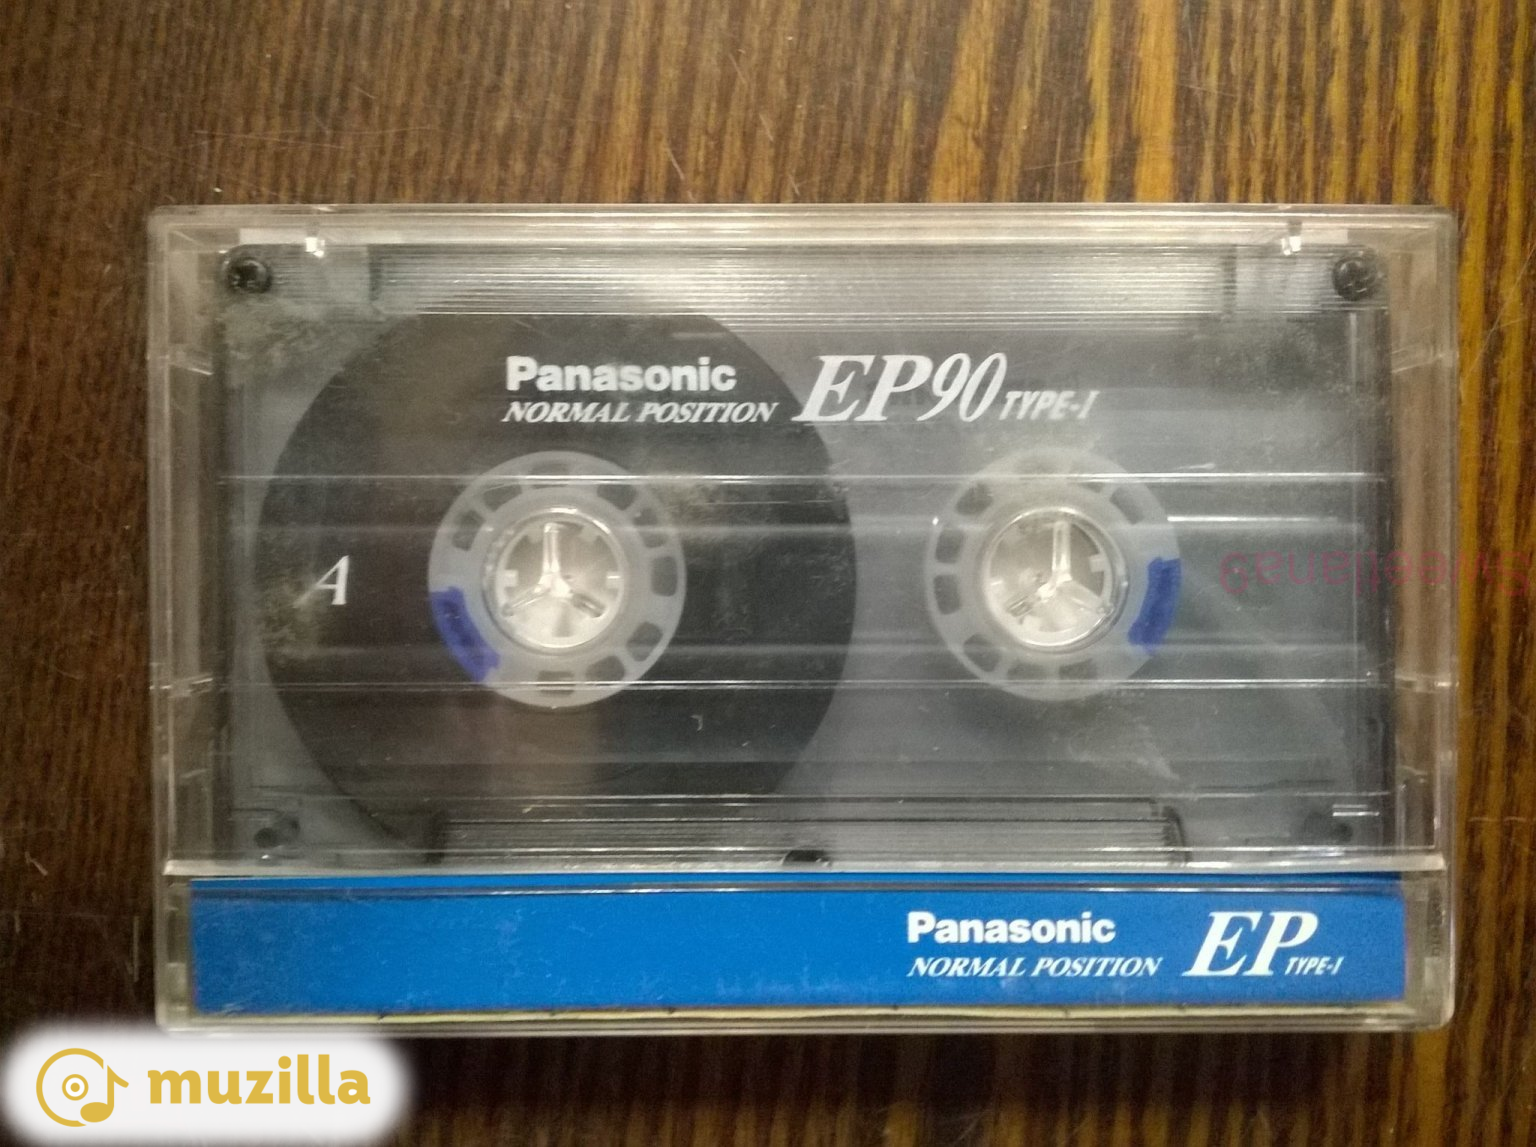 Panasonic EP90 TYPE-I
NORMAL POSITION
A
Panasonic EP TYPE-I
NORMAL POSITION
muzilla